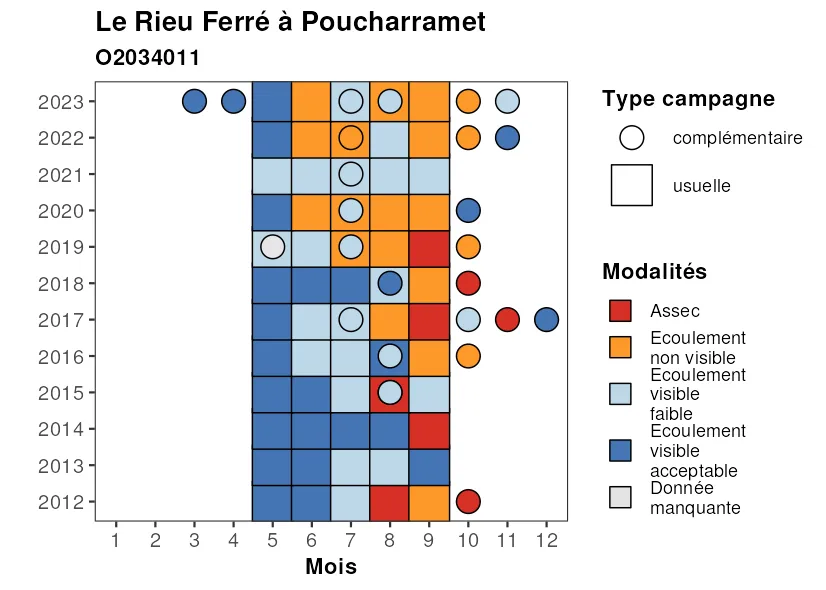 Le Rieu Ferré à Poucharramet
O2034011
2023
2022
2021
2020
2019
2018
2017
2016
2015
2014
2013
2012
1 2 3 4 5 6 7 8 9 10 11 12
Mois
Type campagne
complémentaire
usuelle
Modalités
Assec
Ecoulement
non visible
Ecoulement
visible
faible
Ecoulement
visible
acceptable
Donnée
manquante